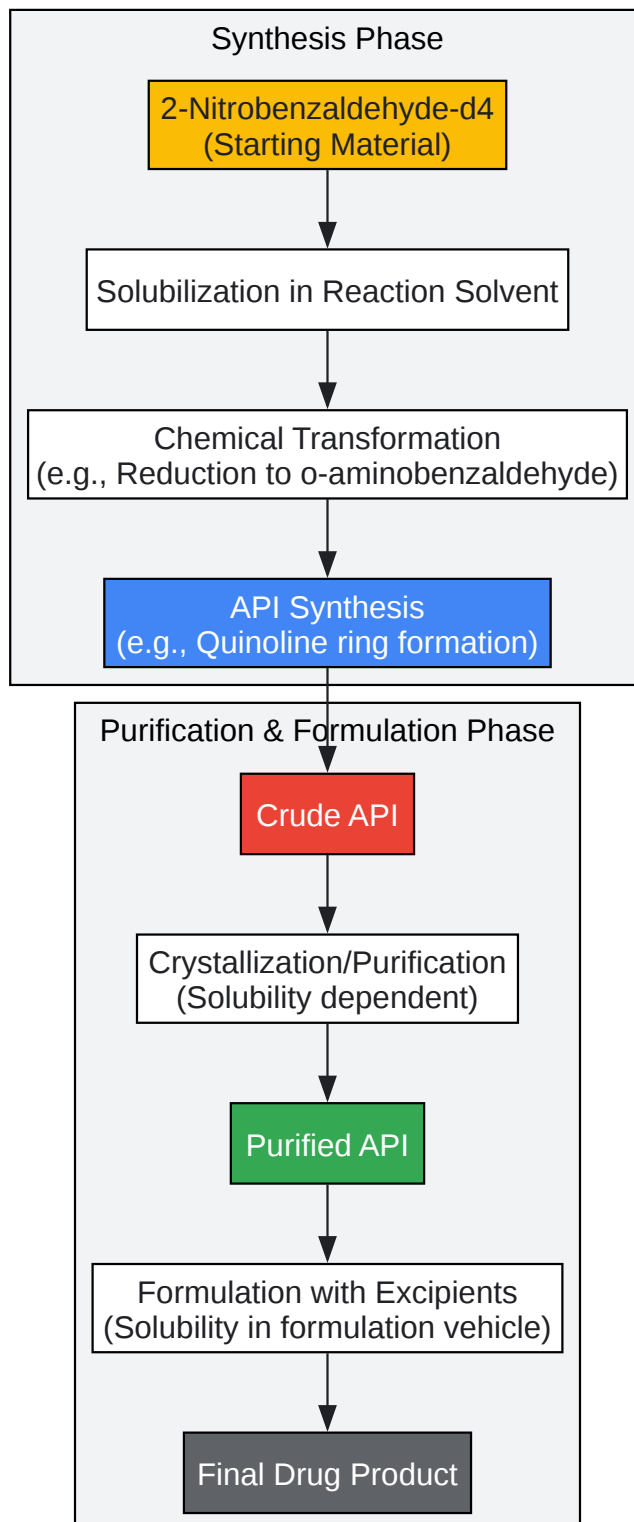 Synthesis Phase
2-Nitrobenzaldehyde-d4
(Starting Material)
Solubilization in Reaction Solvent
Chemical Transformation
(e.g., Reduction to o-aminobenzaldehyde)
API Synthesis
(e.g., Quinoline ring formation)
Purification & Formulation Phase
Crude API
Crystallization/Purification
(Solubility dependent)
Purified API
Formulation with Excipients
(Solubility in formulation vehicle)
Final Drug Product